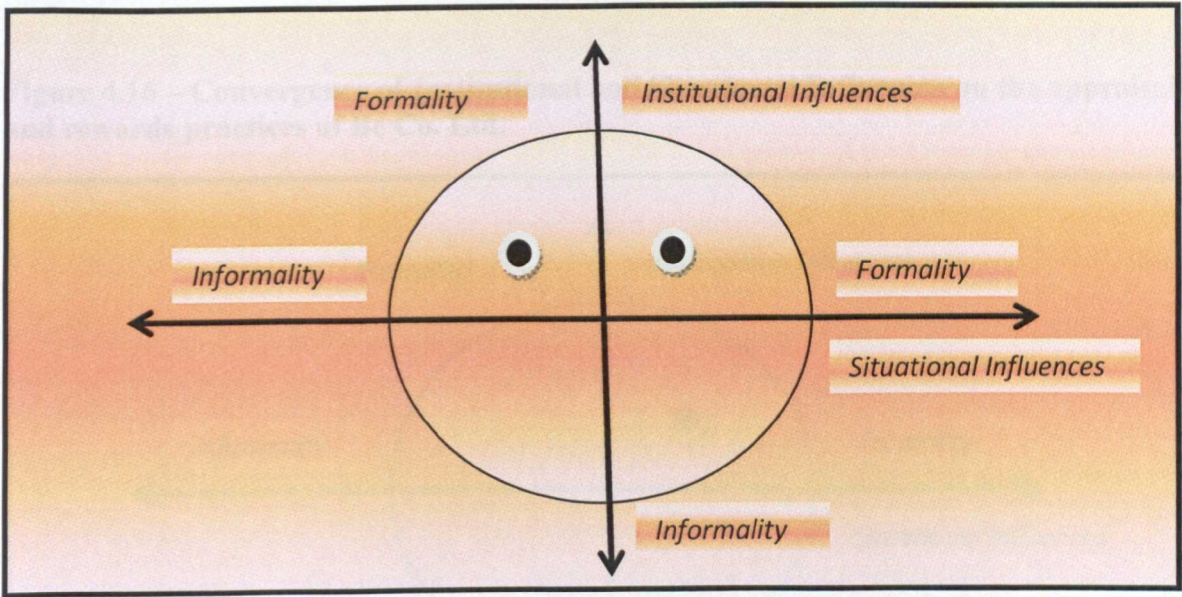 Formality
Institutional Influences
Informality
Formality
Situational Influences
Informality